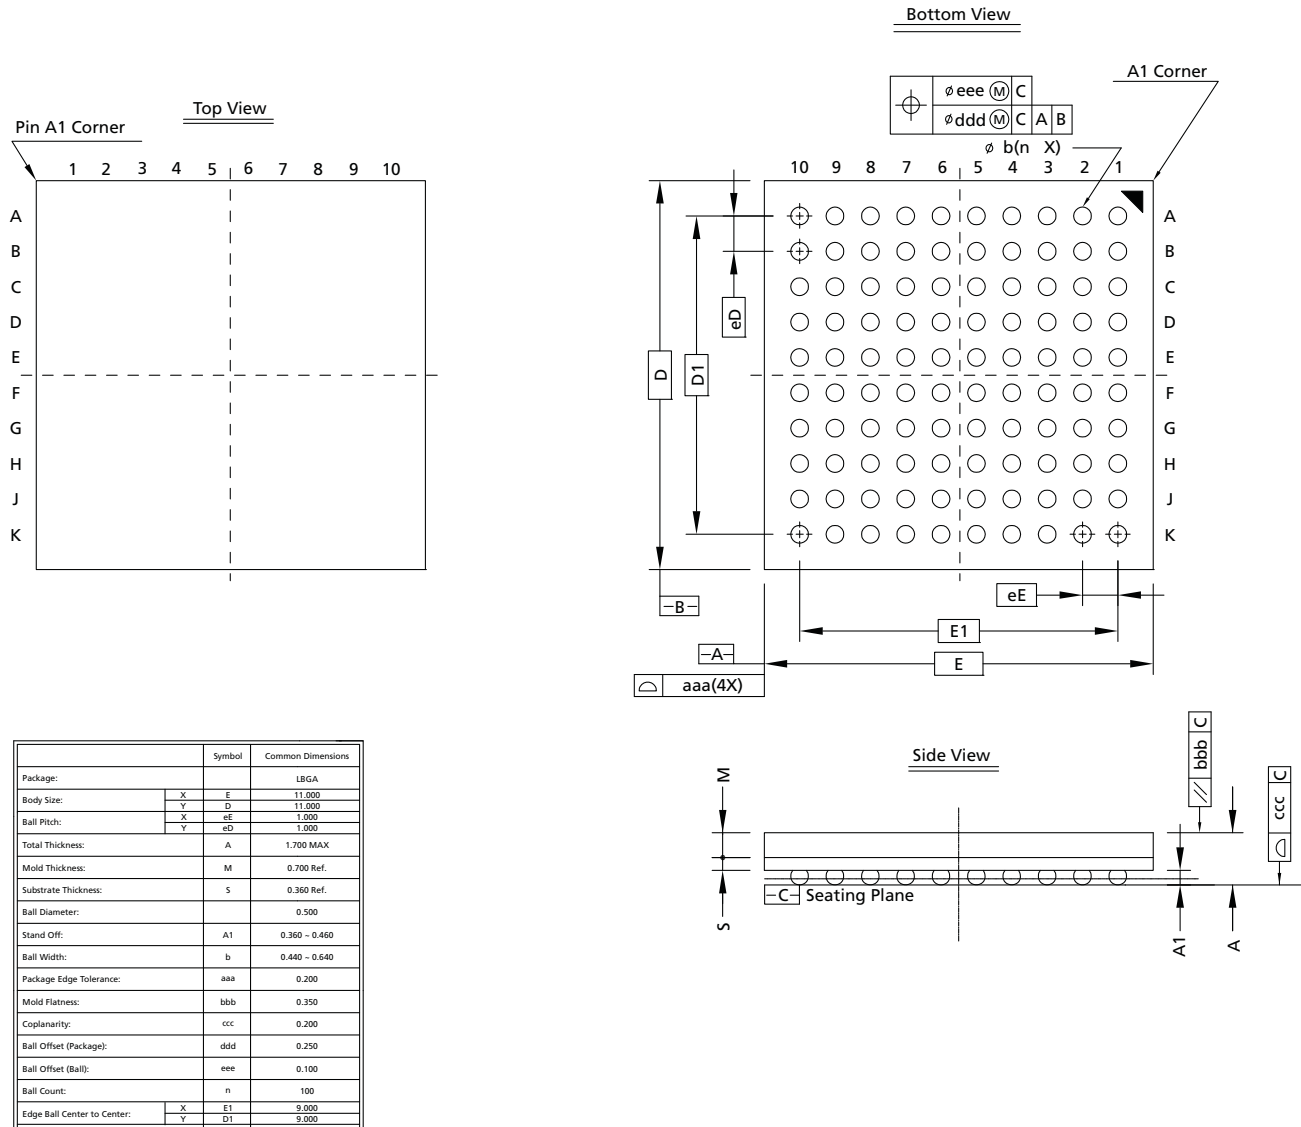 Bottom View
A1 Corner
⌀ eee Ⓜ C
⌀ ddd Ⓜ C A B
⌀ b(n X)
10 9 8 7 6 5 4 3 2 1
A A
B B
C C
D D
E E
F F
G G
H H
J J
K K
Top View
Pin A1 Corner
1 2 3 4 5 6 7 8 9 10
eD
D
D1
eE
E1
E
-B-
-A-
aaa(4X)
Side View
M
S
-C- Seating Plane
// bbb C
ccc C
A1
A
Symbol Common Dimensions
Package: LBGA
Body Size: X E 11.000
Y D 11.000
Ball Pitch: X eE 1.000
Y eD 1.000
Total Thickness: A 1.700 MAX
Mold Thickness: M 0.700 Ref.
Substrate Thickness: S 0.360 Ref.
Ball Diameter: 0.500
Stand Off: A1 0.360 ~ 0.460
Ball Width: b 0.440 ~ 0.640
Package Edge Tolerance: aaa 0.200
Mold Flatness: bbb 0.350
Coplanarity: ccc 0.200
Ball Offset (Package): ddd 0.250
Ball Offset (Ball): eee 0.100
Ball Count: n 100
Edge Ball Center to Center: X E1 9.000
Y D1 9.000